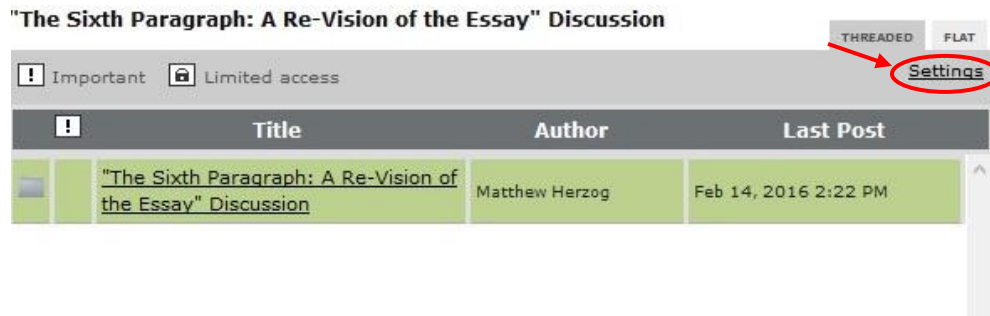 "The Sixth Paragraph: A Re-Vision of the Essay" Discussion
THREADED FLAT
! Important Limited access
Settings
! Title Author Last Post
"The Sixth Paragraph: A Re-Vision of
the Essay" Discussion
Matthew Herzog
Feb 14, 2016 2:22 PM